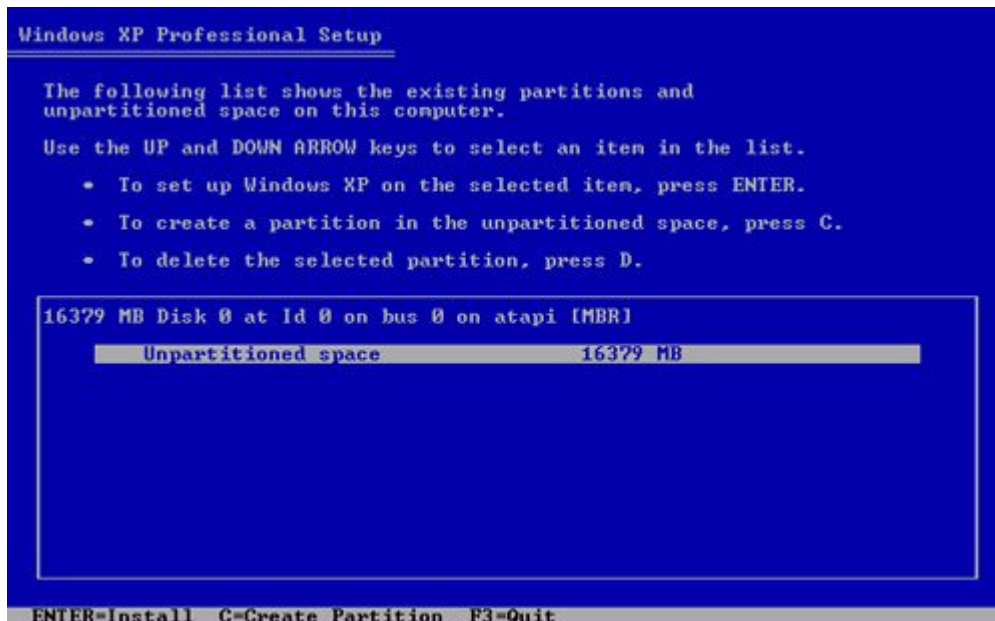 Windows XP Professional Setup
The following list shows the existing partitions and
unpartitioned space on this computer.
Use the UP and DOWN ARROW keys to select an item in the list.
• To set up Windows XP on the selected item, press ENTER.
• To create a partition in the unpartitioned space, press C.
• To delete the selected partition, press D.
16379 MB Disk 0 at Id 0 on bus 0 on atapi [MBR]
Unpartitioned space 16379 MB
ENTER=Install C=Create Partition F3=Quit